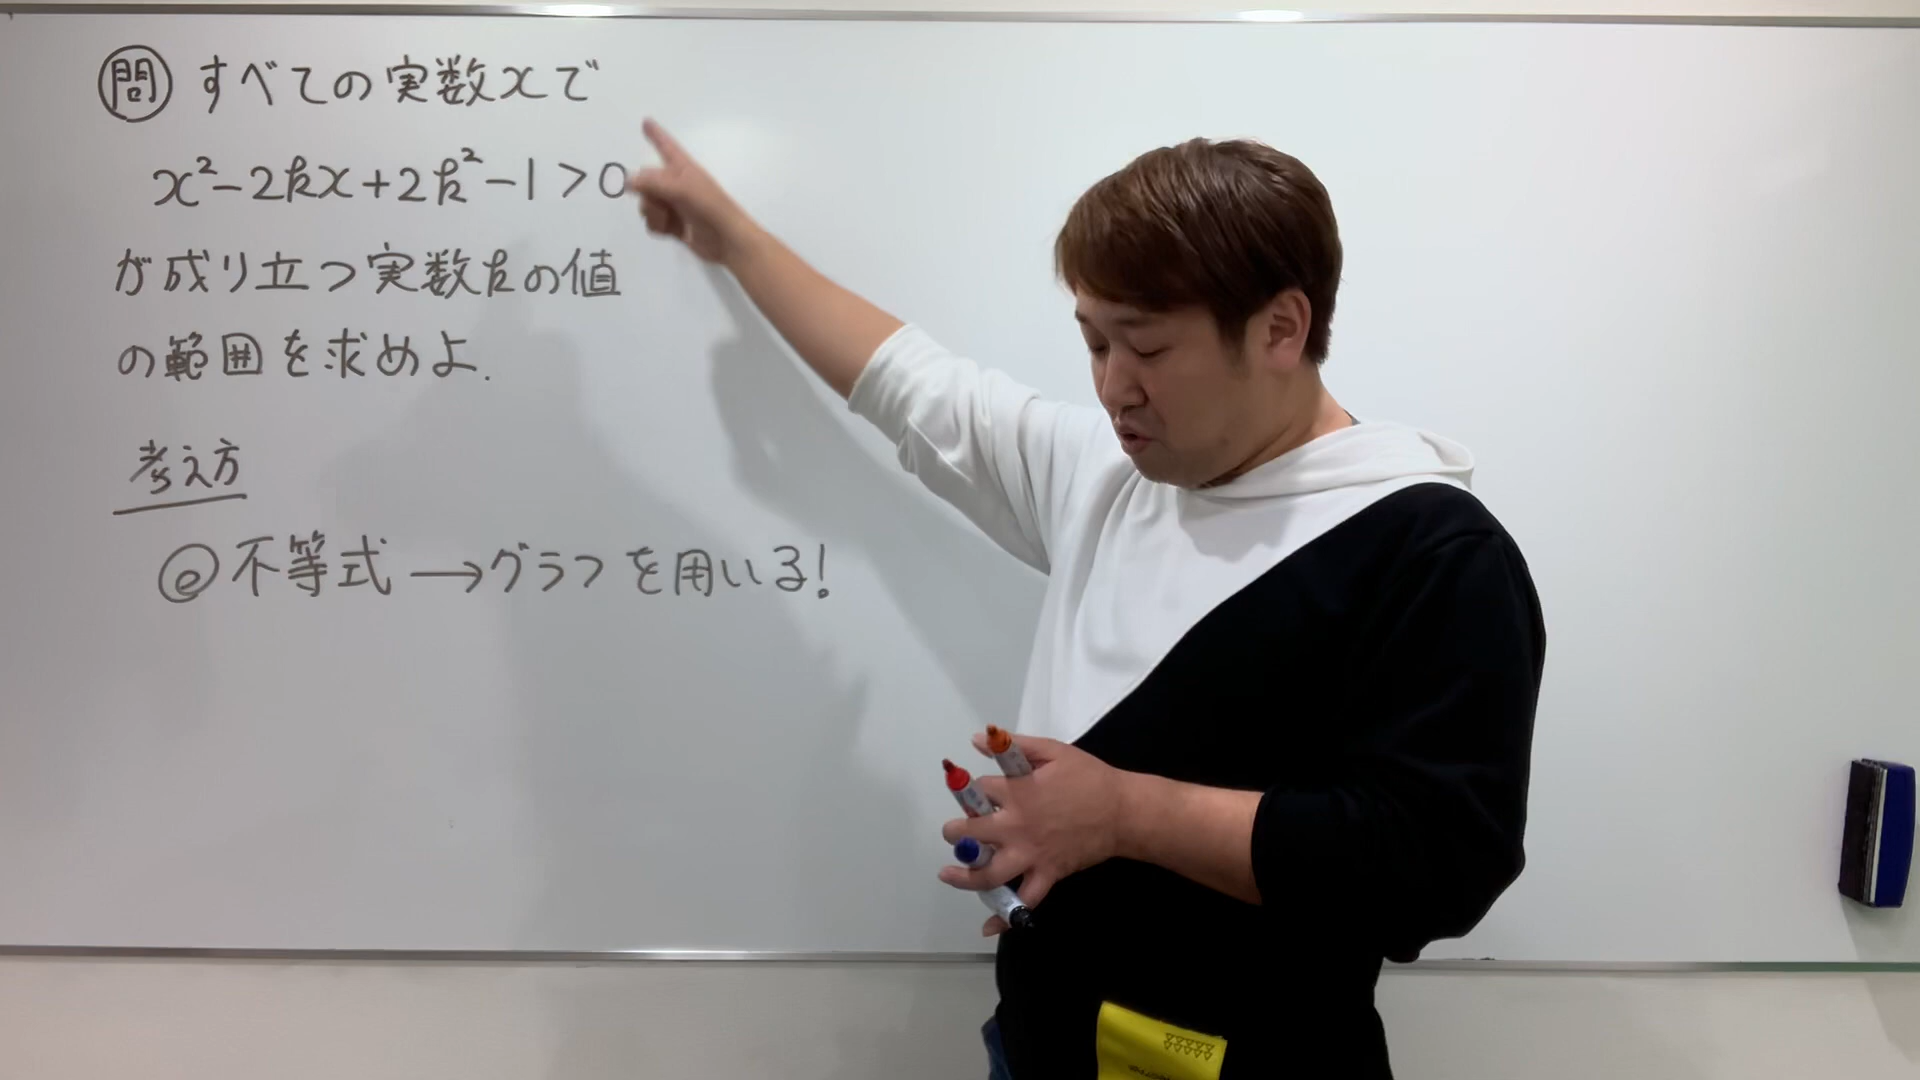 問 すべての実数xで
x²-2kx+2k²-1>0
が成り立つ実数kの値
の範囲を求めよ.
考え方
@不等式→グラフを用いる!